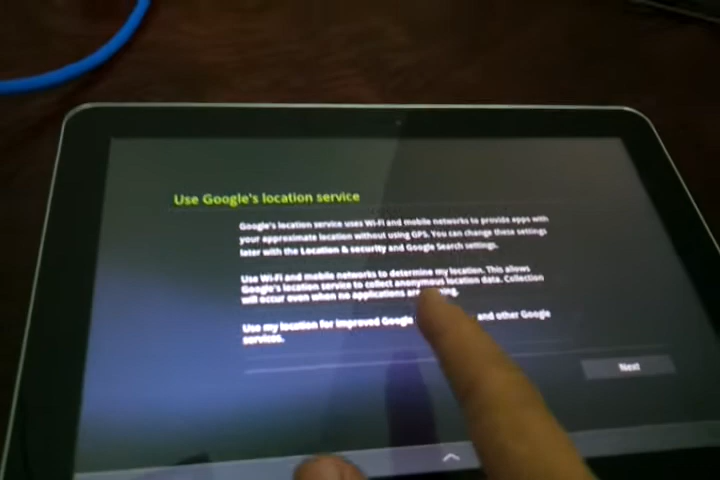 Use Google's location service
Google's location service uses Wi-Fi and mobile networks to provide apps with
your approximate location without using GPS. You can change these settings
later with the Location & security and Google Search settings.
Use Wi-Fi and mobile networks to determine my location. This allows
Google's location service to collect anonymous location data. Collection
will occur even when no applications are
Use my location for improved Google and other Google
services.
Next